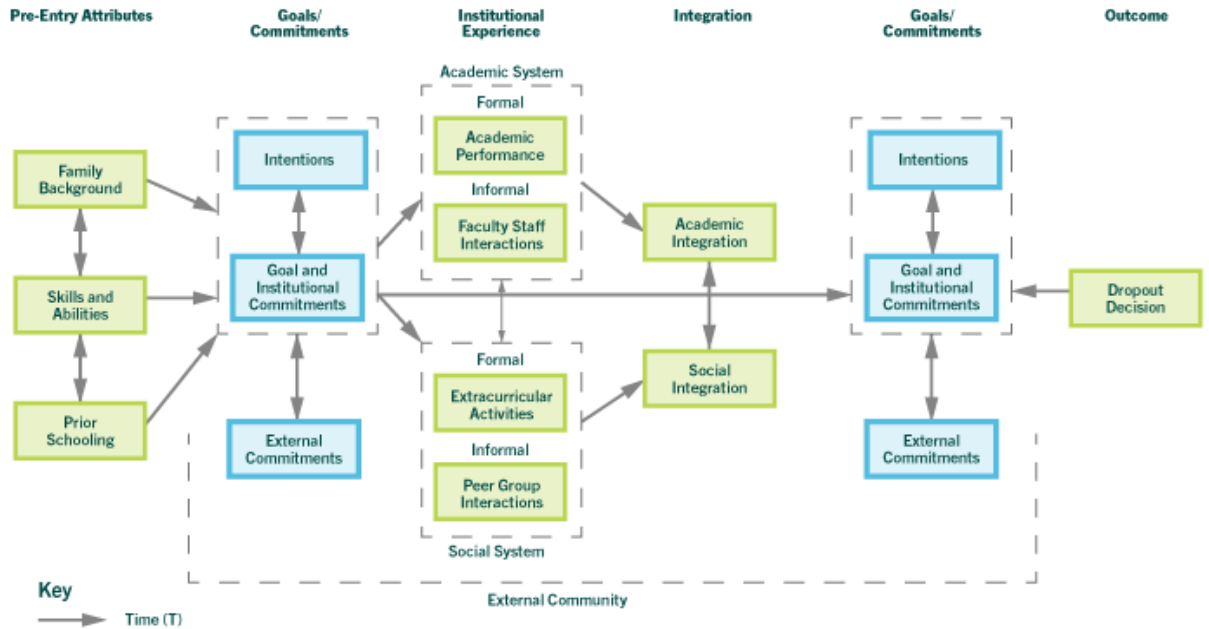 Pre-Entry Attributes
Goals/
Commitments
Institutional
Experience
Integration
Goals/
Commitments
Outcome
Family
Background
Skills and
Abilities
Prior
Schooling
Intentions
Goal and
Institutional
Commitments
External
Commitments
Academic System
Formal
Academic
Performance
Informal
Faculty Staff
Interactions
Formal
Extracurricular
Activities
Informal
Peer Group
Interactions
Social System
Academic
Integration
Social
Integration
Intentions
Goal and
Institutional
Commitments
External
Commitments
Dropout
Decision
External Community
Key
Time (T)